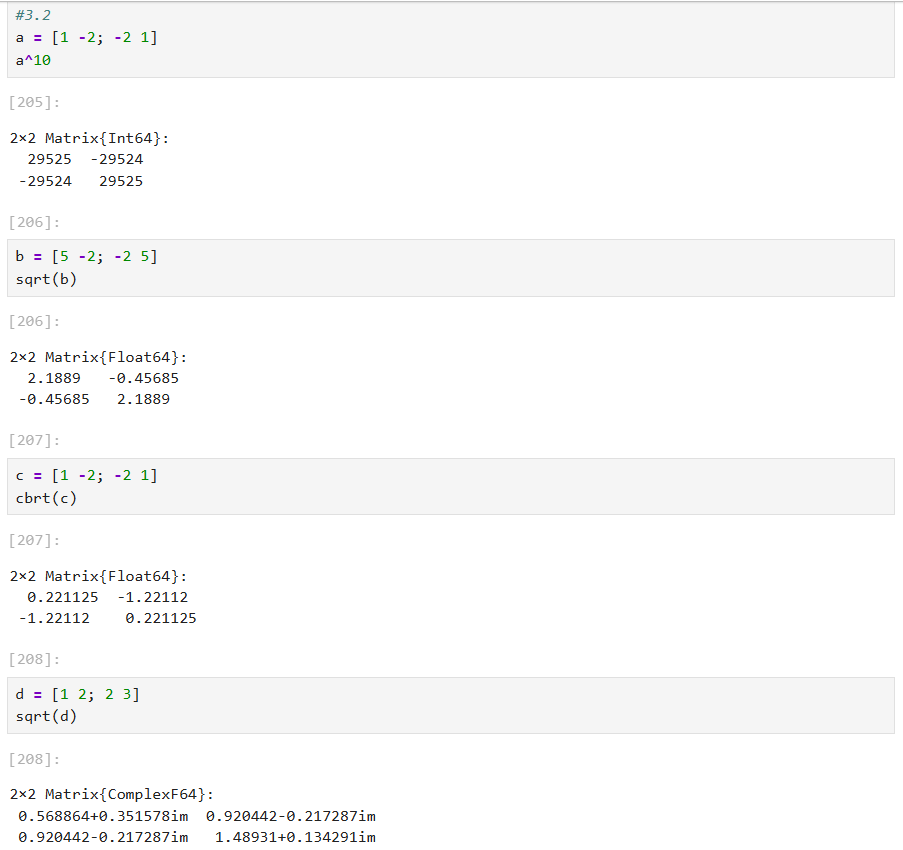 #3.2
a = [1 -2; -2 1]
a^10
[205]:
2×2 Matrix{Int64}:
  29525  -29524
 -29524   29525
[206]:
b = [5 -2; -2 5]
sqrt(b)
[206]:
2×2 Matrix{Float64}:
  2.1889   -0.45685
 -0.45685   2.1889
[207]:
c = [1 -2; -2 1]
cbrt(c)
[207]:
2×2 Matrix{Float64}:
  0.221125  -1.22112
 -1.22112    0.221125
[208]:
d = [1 2; 2 3]
sqrt(d)
[208]:
2×2 Matrix{ComplexF64}:
 0.568864+0.351578im  0.920442-0.217287im
 0.920442-0.217287im   1.48931+0.134291im